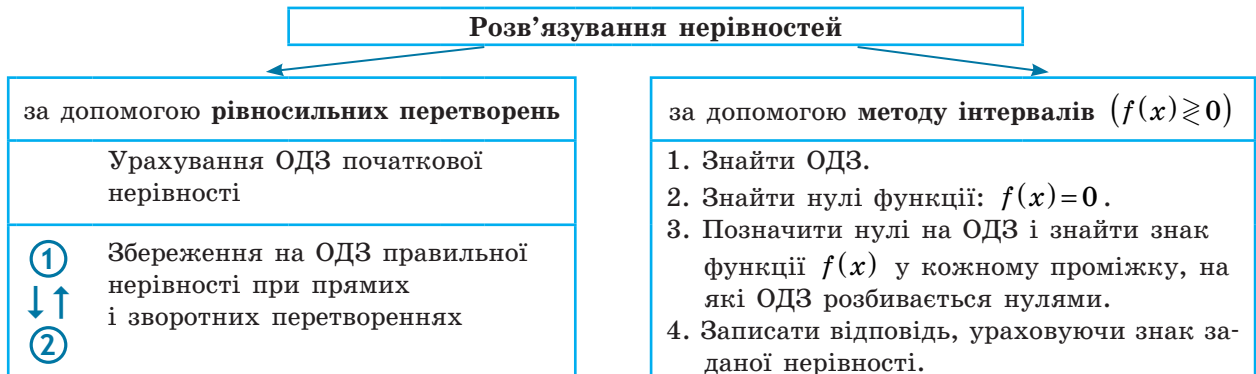 Розв’язування нерівностей
за допомогою рівносильних перетворень
Урахування ОДЗ початкової
нерівності
1
Збереження на ОДЗ правильної
нерівності при прямих
і зворотних перетвореннях
2
за допомогою методу інтервалів (f(x)≷0)
1. Знайти ОДЗ.
2. Знайти нулі функції: f(x)=0.
3. Позначити нулі на ОДЗ і знайти знак
функції f(x) у кожному проміжку, на
які ОДЗ розбивається нулями.
4. Записати відповідь, ураховуючи знак за-
даної нерівності.